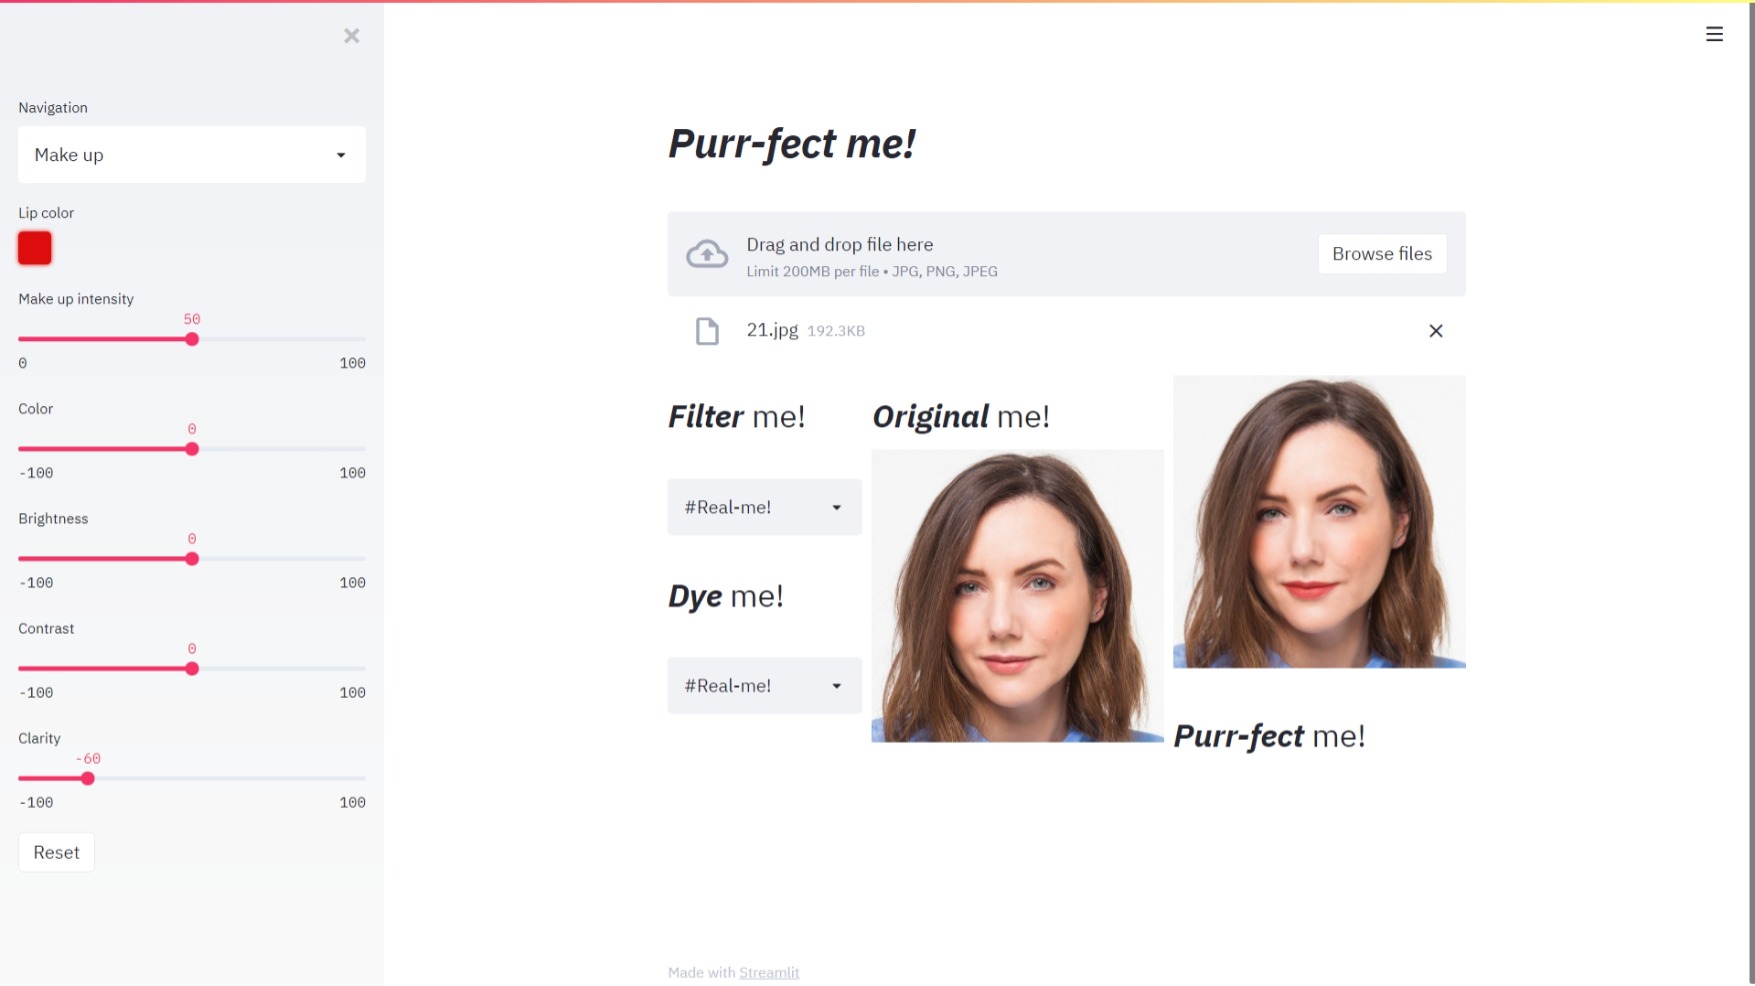 Navigation
Make up
Lip color
Make up intensity
50
0 100
Color
0
-100 100
Brightness
0
-100 100
Contrast
0
-100 100
Clarity
-60
-100 100
Reset
Purr-fect me!
Drag and drop file here
Limit 200MB per file • JPG, PNG, JPEG
Browse files
21.jpg 192.3KB
Filter me!
#Real-me!
Dye me!
#Real-me!
Original me!
Purr-fect me!
Made with Streamlit